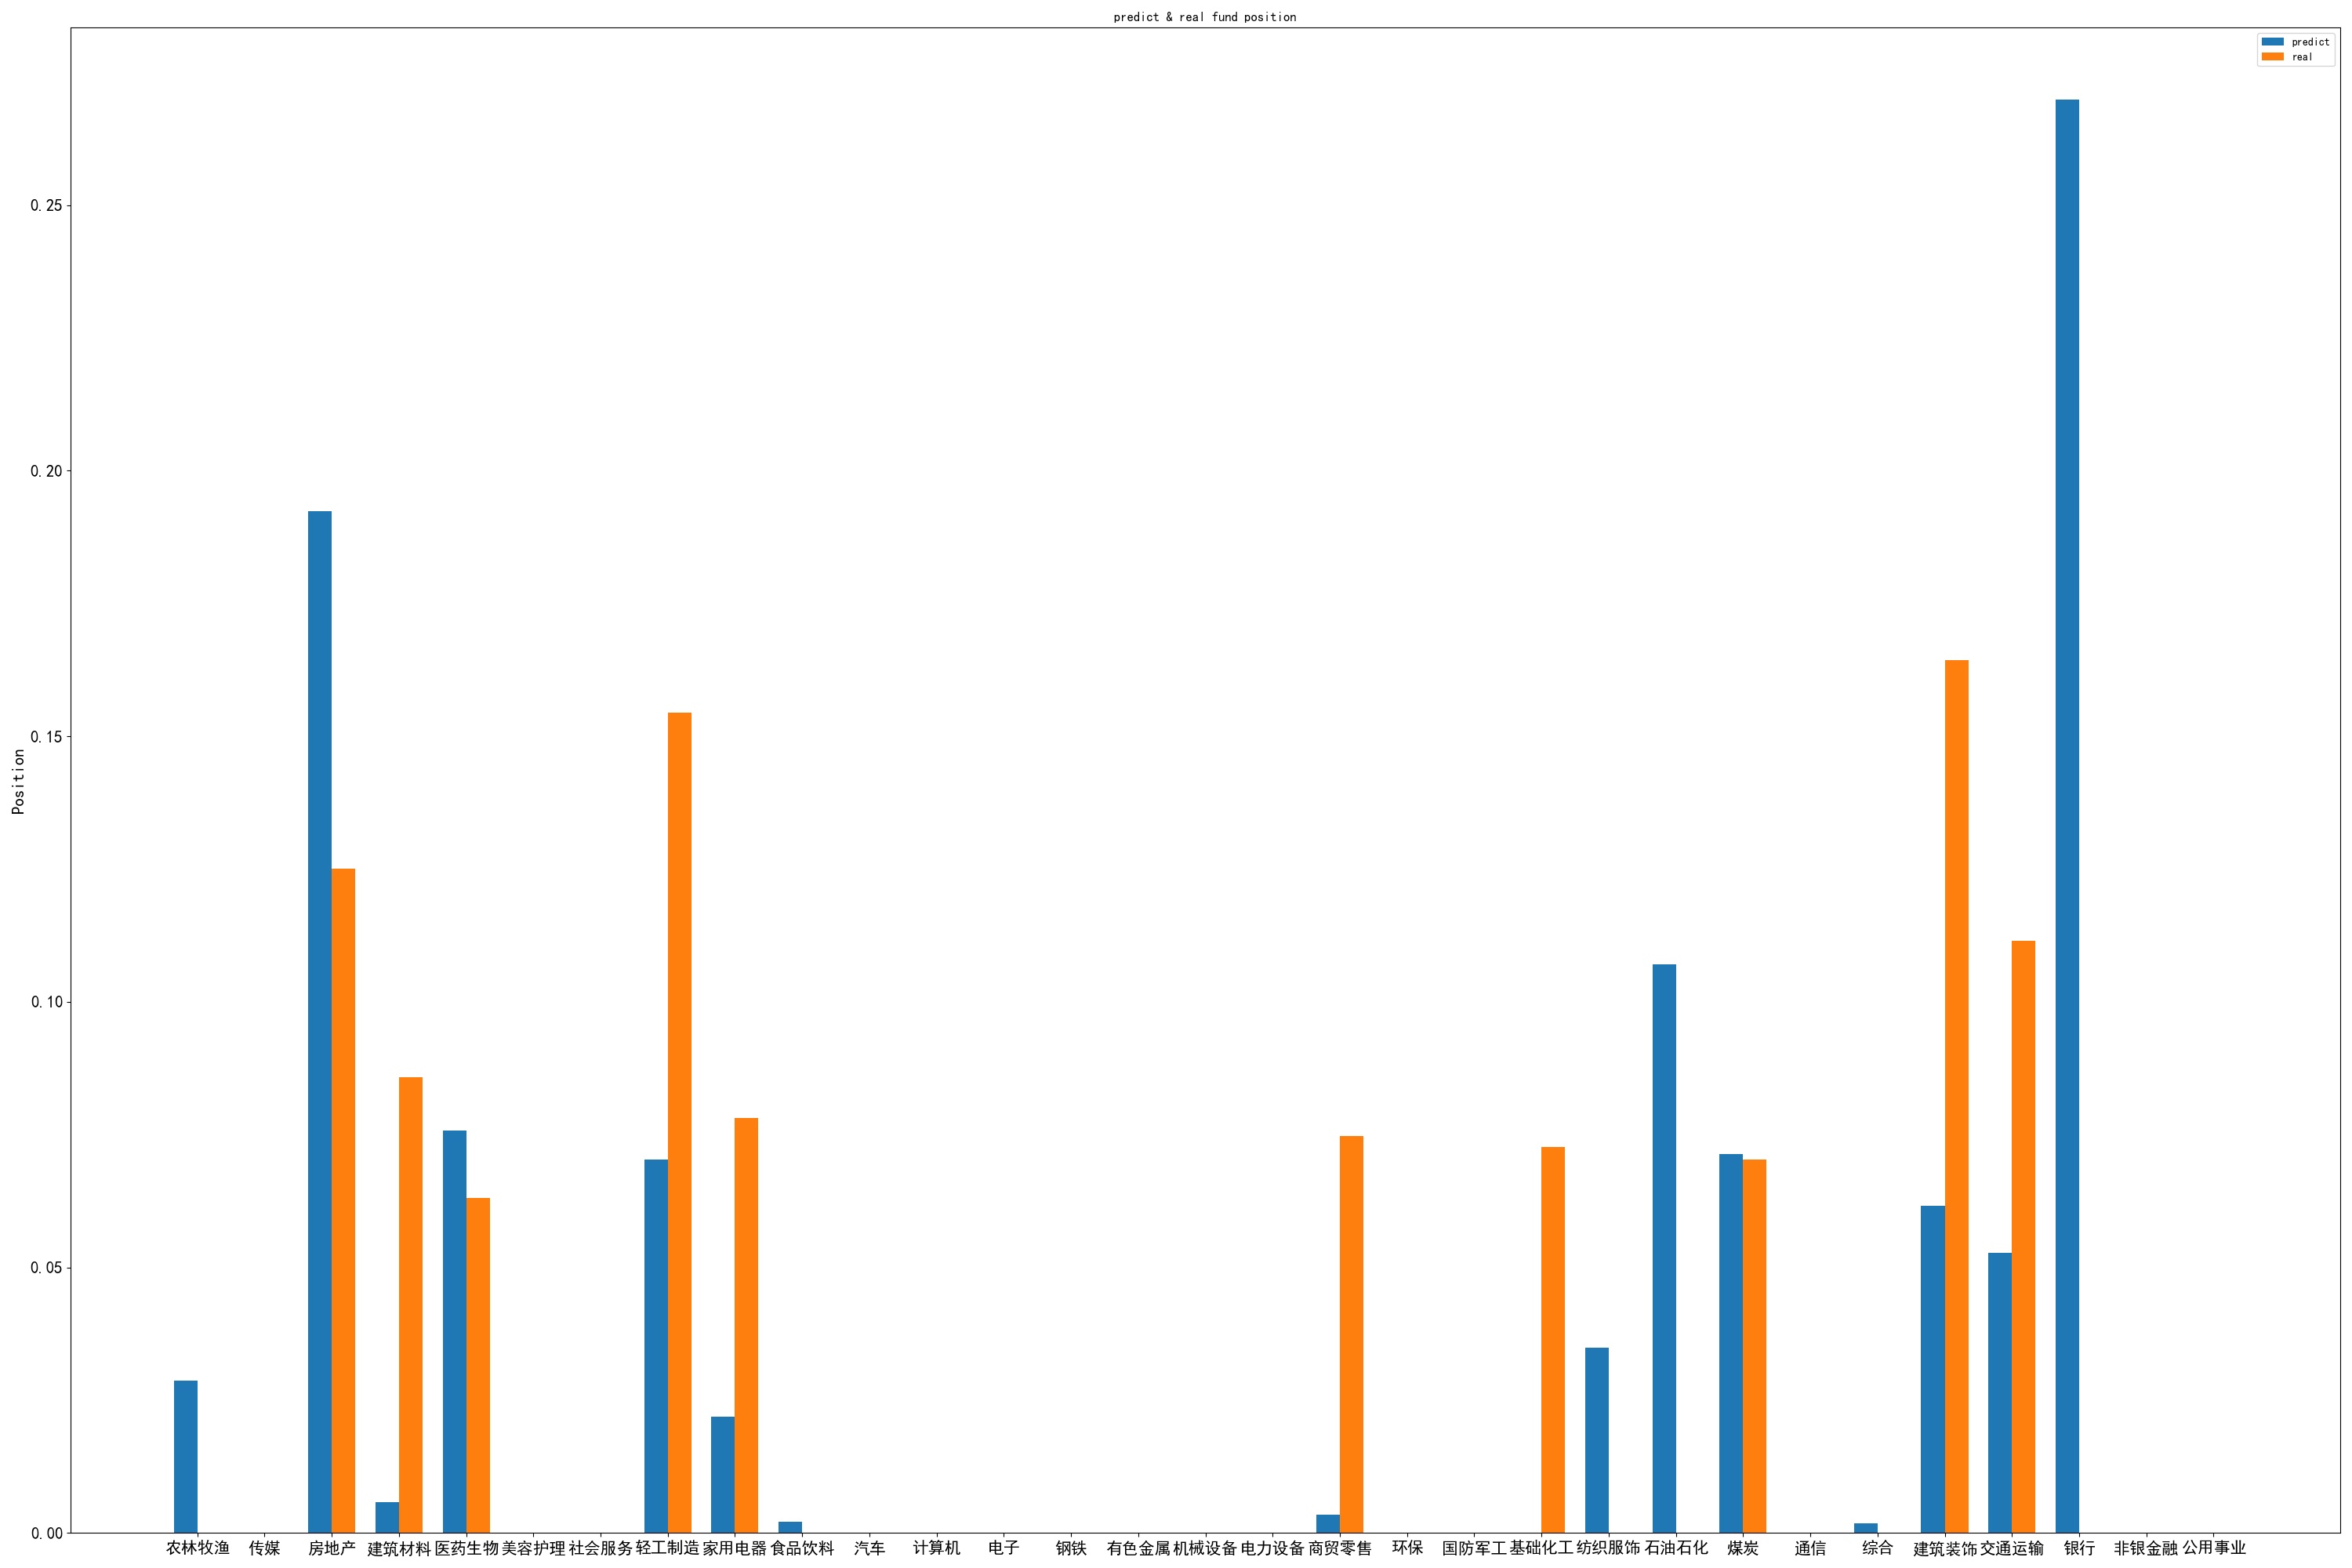 predict & real fund position
predict
real
0.25
0.20
0.15
0.10
0.05
0.00
Position
农林牧渔 传媒 房地产 建筑材料 医药生物 美容护理 社会服务 轻工制造 家用电器 食品饮料 汽车 计算机 电子 钢铁 有色金属 机械设备 电力设备 商贸零售 环保 国防军工 基础化工 纺织服饰 石油石化 煤炭 通信 综合 建筑装饰 交通运输 银行 非银金融 公用事业